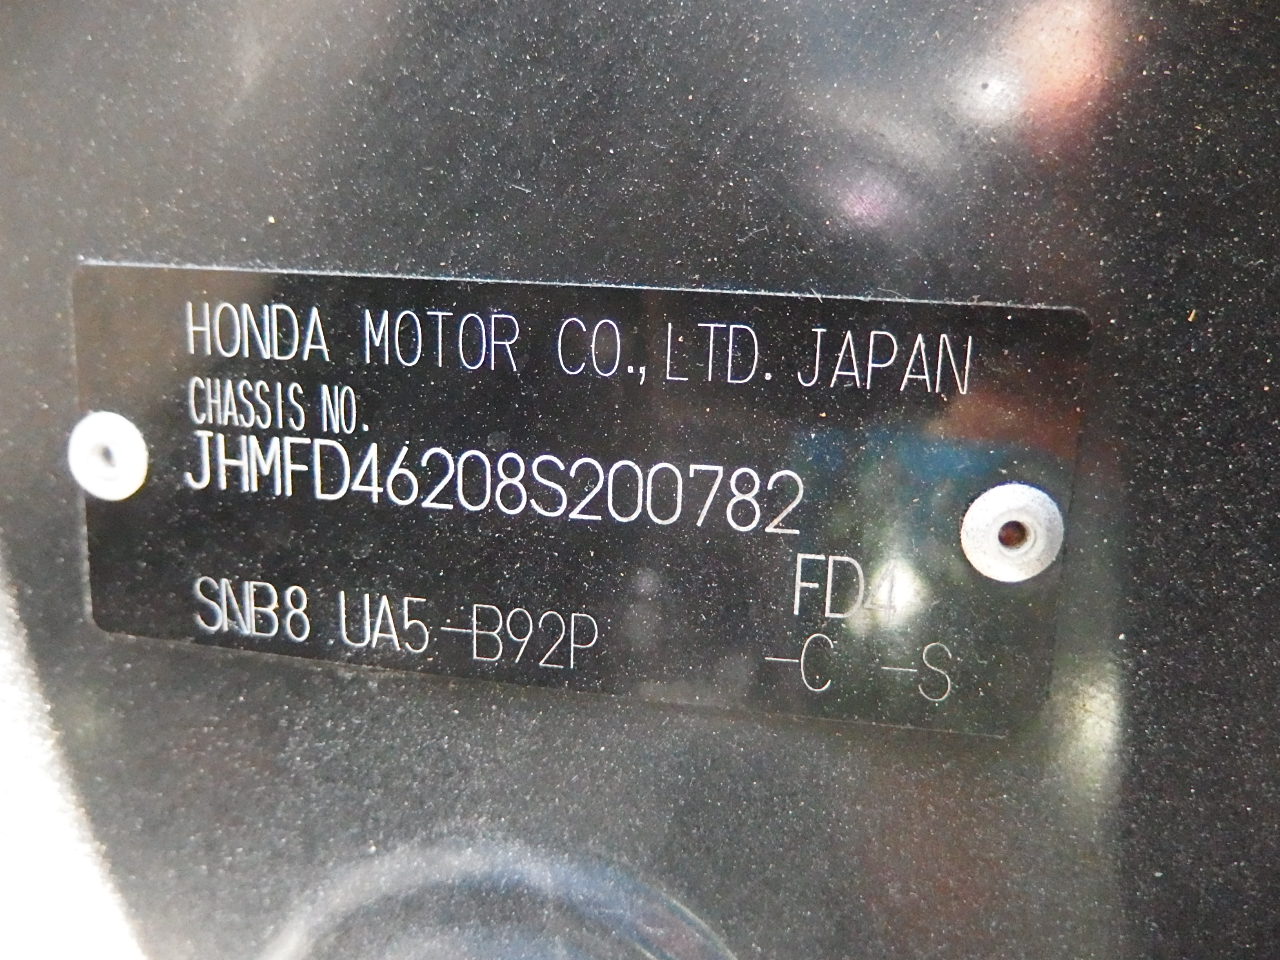 HONDA MOTOR CO., LTD. JAPAN
CHASSIS NO.
JHMFD46208S200782
FD4
SNB8 UA5-B92P -C -S